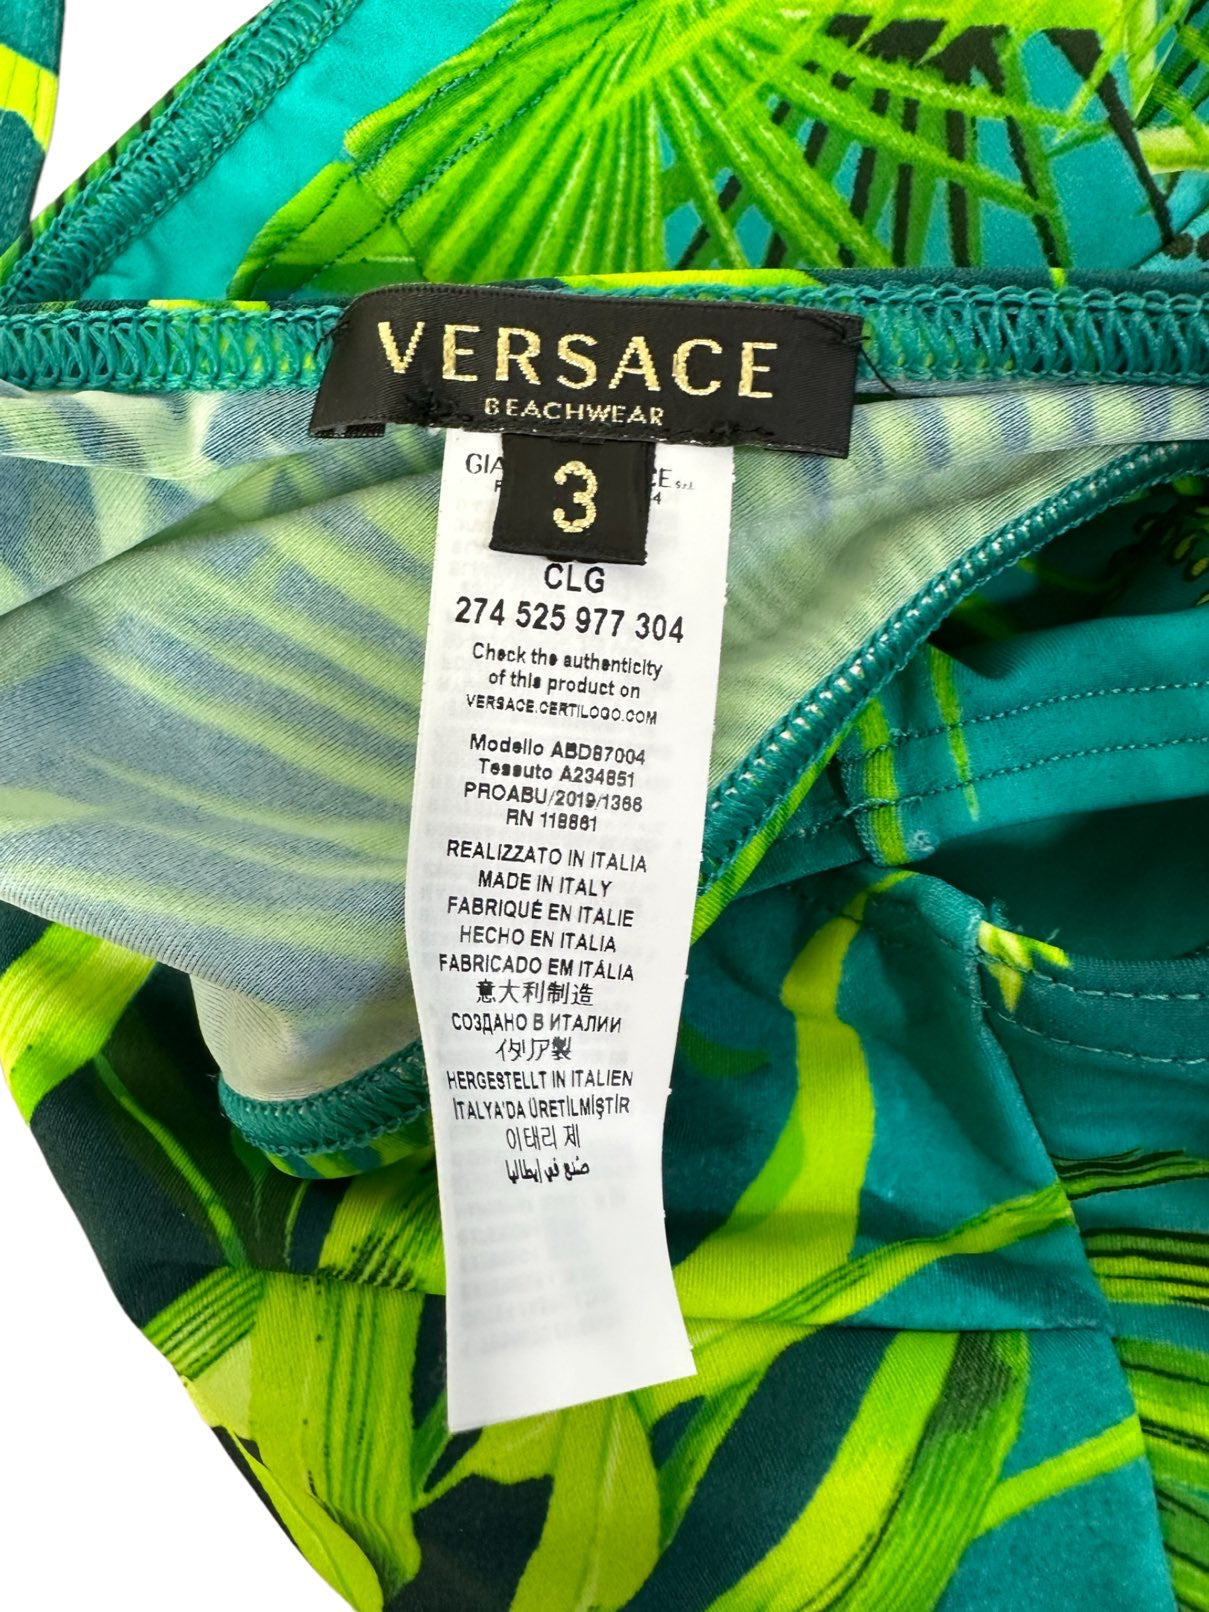 VERSACE
BEACHWEAR
3
CLG
274 525 977 304
Check the authenticity
of this product on
VERSACE.CERTILOGO.COM
Modello ABD87004
Tessuto A234851
PROABU/2019/1366
RN 118861
REALIZZATO IN ITALIA
MADE IN ITALY
FABRIQUÉ EN ITALIE
HECHO EN ITALIA
FABRICADO EM ITÁLIA
意大利制造
СОЗДАНО В ИТАЛИИ
イタリア製
HERGESTELLT IN ITALIEN
İTALYA'DA ÜRETİLMİŞTİR
이태리 제
صُنع في إيطاليا